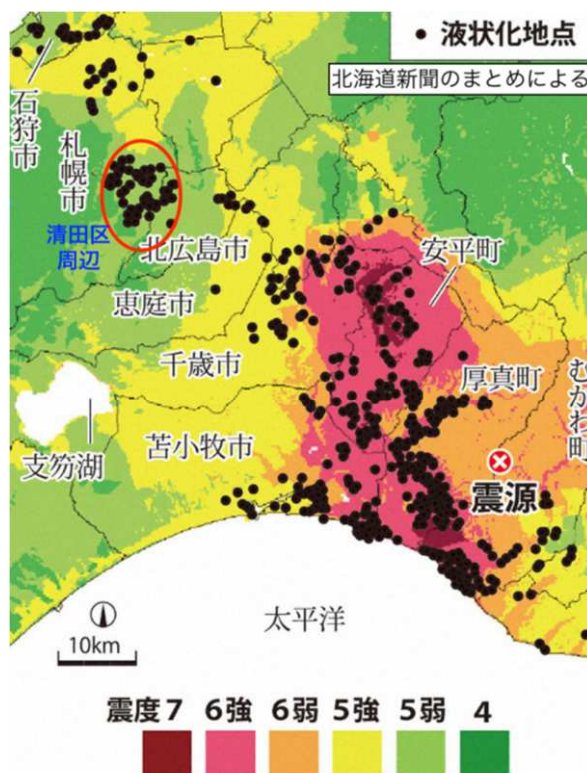 液状化地点
北海道新聞のまとめによる
石狩市
札幌市
清田区
周辺
北広島市
安平町
恵庭市
千歳市
厚真町
むかわ町
支笏湖
苫小牧市
震源
太平洋
10km
震度 7 6強 6弱 5強 5弱 4